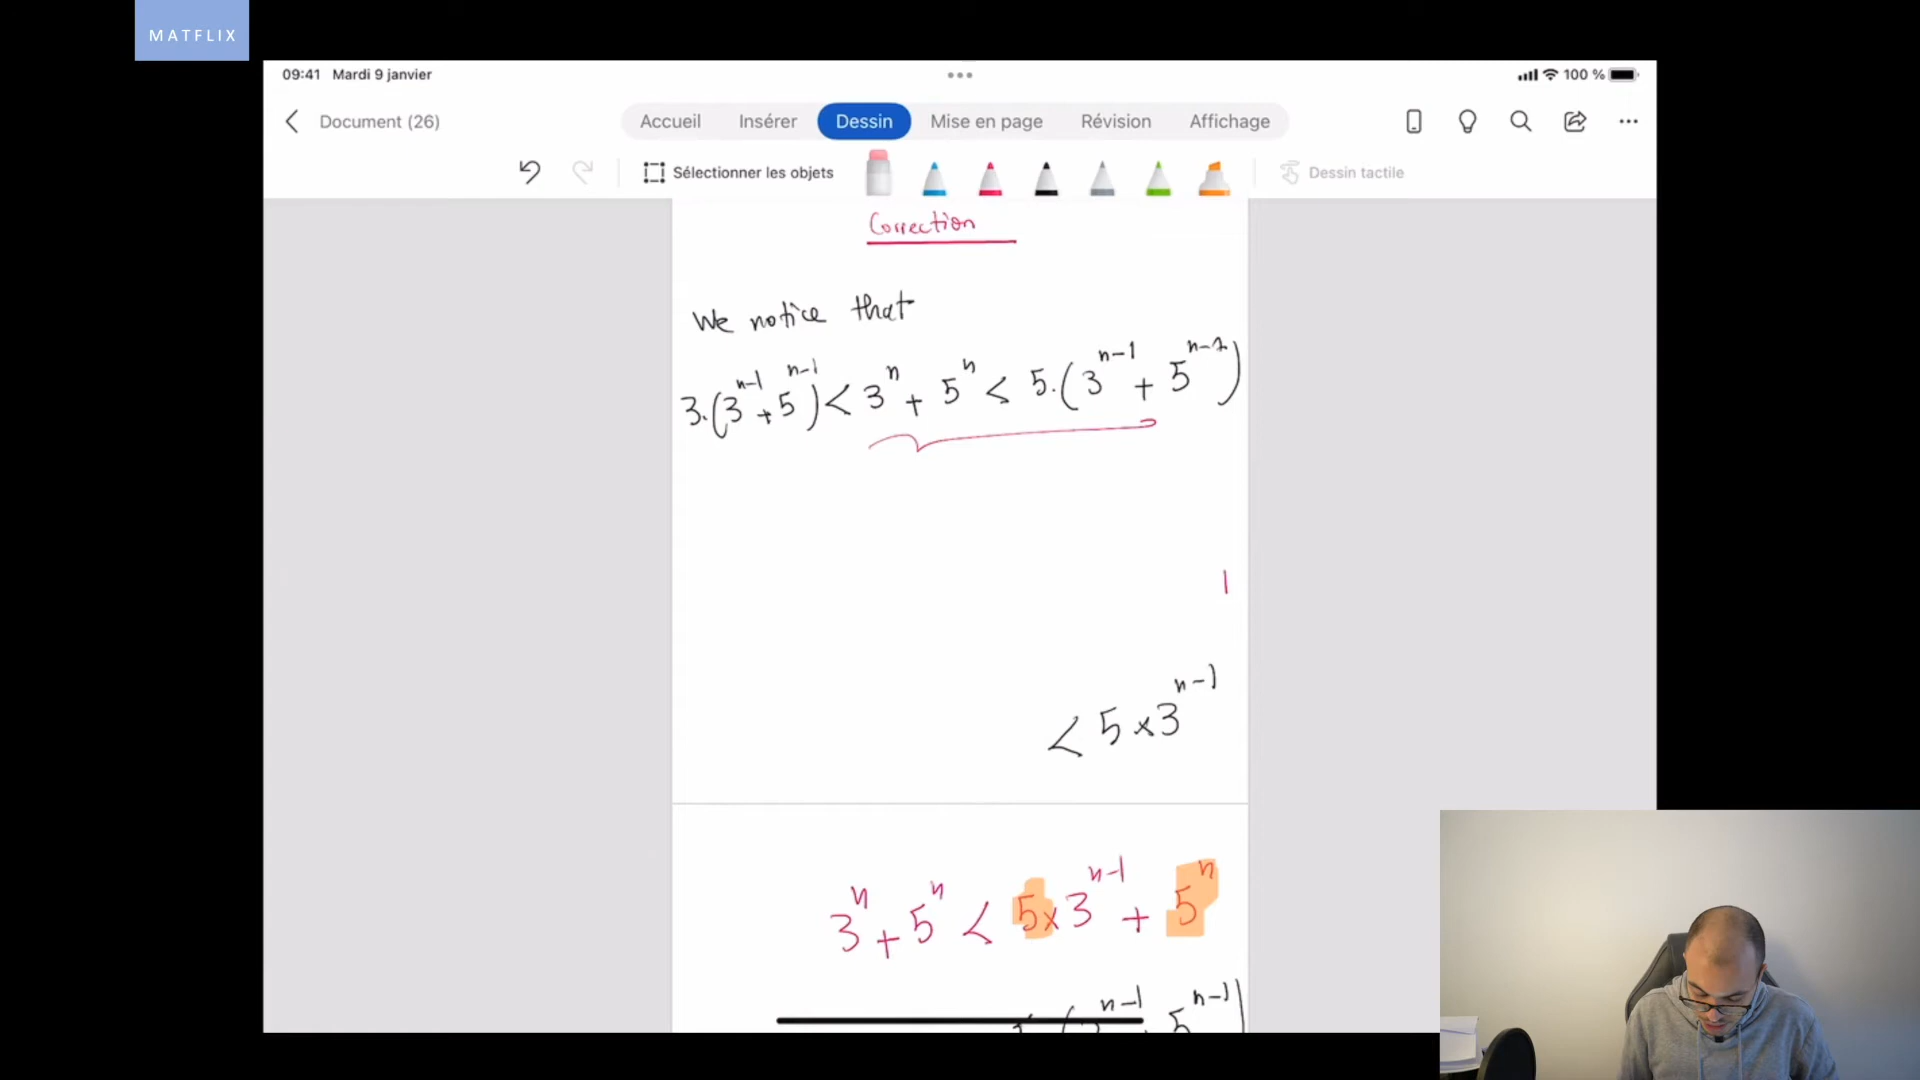 MATFLIX
09:41 Mardi 9 janvier
100 %
Document (26)
Accueil
Insérer
Dessin
Mise en page
Révision
Affichage
Sélectionner les objets
Dessin tactile
Correction
We notice that
3.(3^{n-1} + 5^{n-1}) < 3^n + 5^n < 5.(3^{n-1} + 5^{n-1})
< 5 × 3^{n-1}
3^n + 5^n < 5 × 3^{n-1} + 5^n